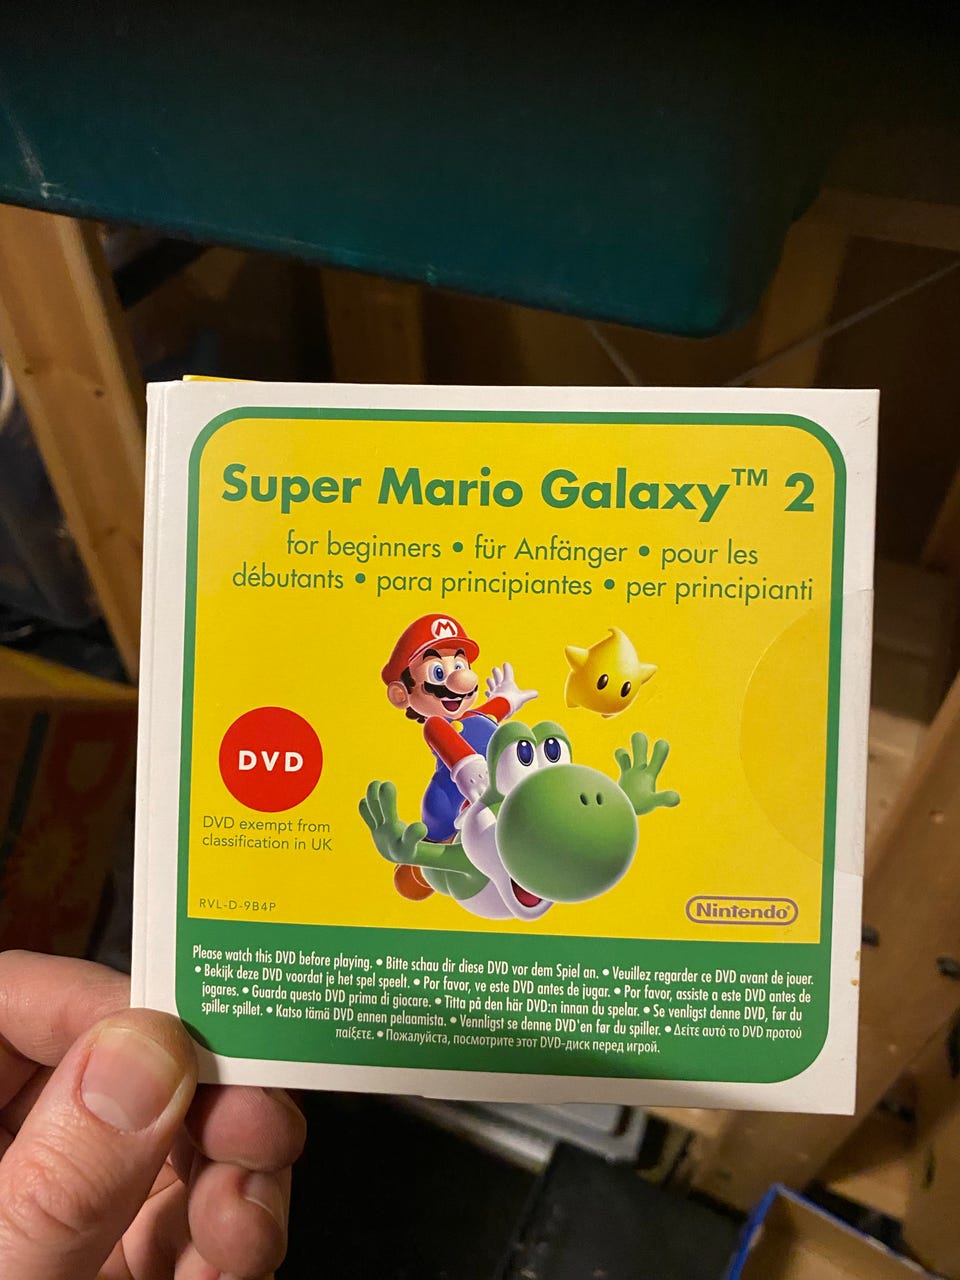 Super Mario Galaxy™ 2
for beginners • für Anfänger • pour les
débutants • para principiantes • per principianti
M
DVD
DVD exempt from
classification in UK
RVL-D-9B4P
Nintendo®
Please watch this DVD before playing. • Bitte schau dir diese DVD vor dem Spiel an. • Veuillez regarder ce DVD avant de jouer.
• Bekijk deze DVD voordat je het spel speelt. • Por favor, ve este DVD antes de jugar. • Por favor, assiste a este DVD antes de
jogares. • Guarda questo DVD prima di giocare. • Titta på den här DVD:n innan du spelar. • Se venligst denne DVD, før du
spiller spillet. • Katso tämä DVD ennen pelaamista. • Vennligst se denne DVD'en før du spiller. • Δείτε αυτό το DVD προτού
παίξετε. • Пожалуйста, посмотрите этот DVD-диск перед игрой.